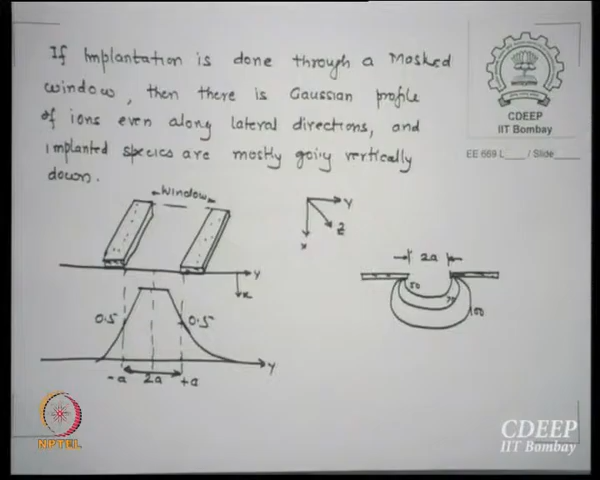 If Implantation is done through a Masked
window, then there is Gaussian profile
of ions even along lateral directions, and
implanted species are mostly going vertically
down.
CDEEP
IIT Bombay
EE 669 L____ / Slide____
window
Y
Z
x
Y
x
2a
50
70
100
0.5
0.5
-a 2a +a
Y
NPTEL
CDEEP
IIT Bombay